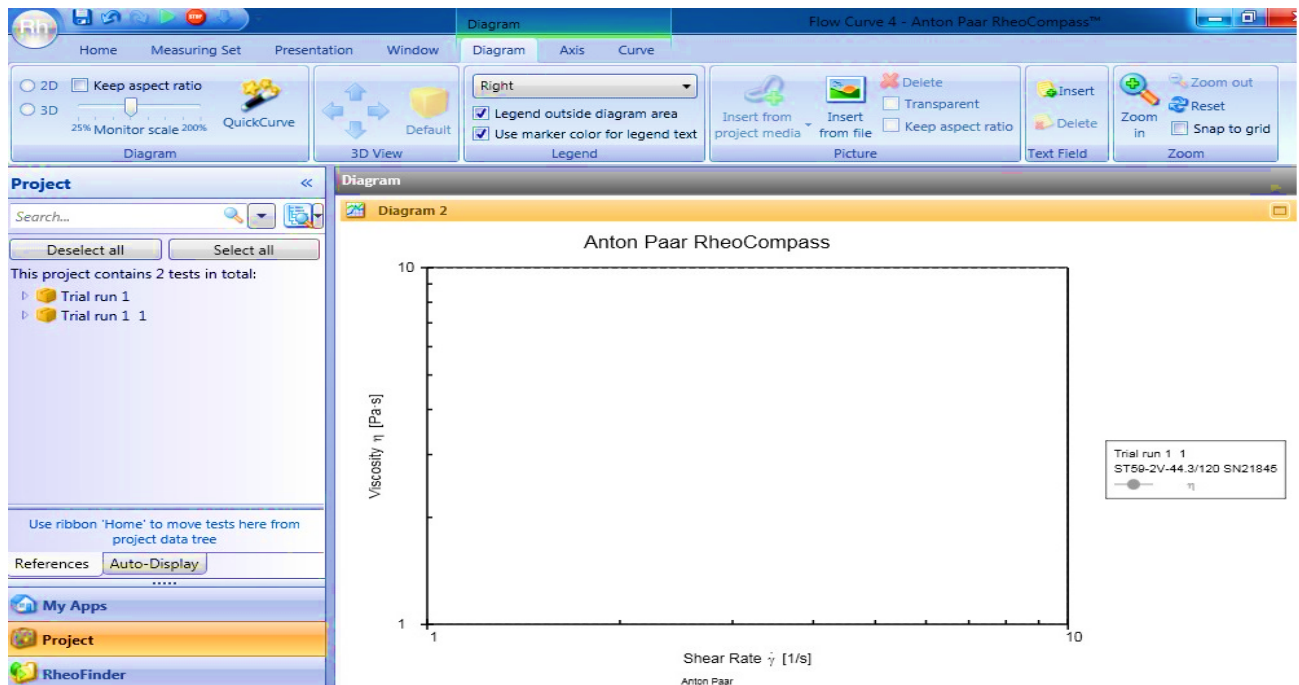 Rh
Diagram
Flow Curve 4 - Anton Paar RheoCompass™
Home Measuring Set Presentation Window Diagram Axis Curve
2D Keep aspect ratio
3D
25% Monitor scale 200%
QuickCurve
Diagram
Default
3D View
Right
Legend outside diagram area
Use marker color for legend text
Legend
Insert from
project media
Insert
from file
Delete
Transparent
Keep aspect ratio
Picture
Insert
Delete
Text Field
Zoom
in
Zoom out
Reset
Snap to grid
Zoom
Project
Search...
Deselect all Select all
This project contains 2 tests in total:
Trial run 1
Trial run 1 1
Use ribbon 'Home' to move tests here from
project data tree
References Auto-Display
My Apps
Project
RheoFinder
Diagram
Diagram 2
Anton Paar RheoCompass
10
Viscosity η [Pa·s]
1
1 10
Shear Rate γ̇ [1/s]
Anton Paar
Trial run 1 1
ST59-2V-44.3/120 SN21845
η